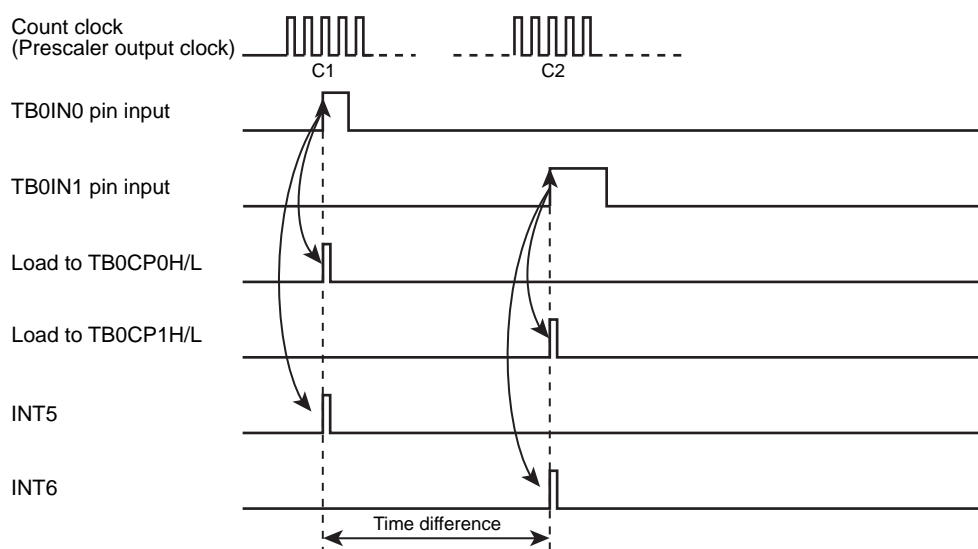 Count clock
(Prescaler output clock)
C1
C2
TB0IN0 pin input
TB0IN1 pin input
Load to TB0CP0H/L
Load to TB0CP1H/L
INT5
INT6
Time difference